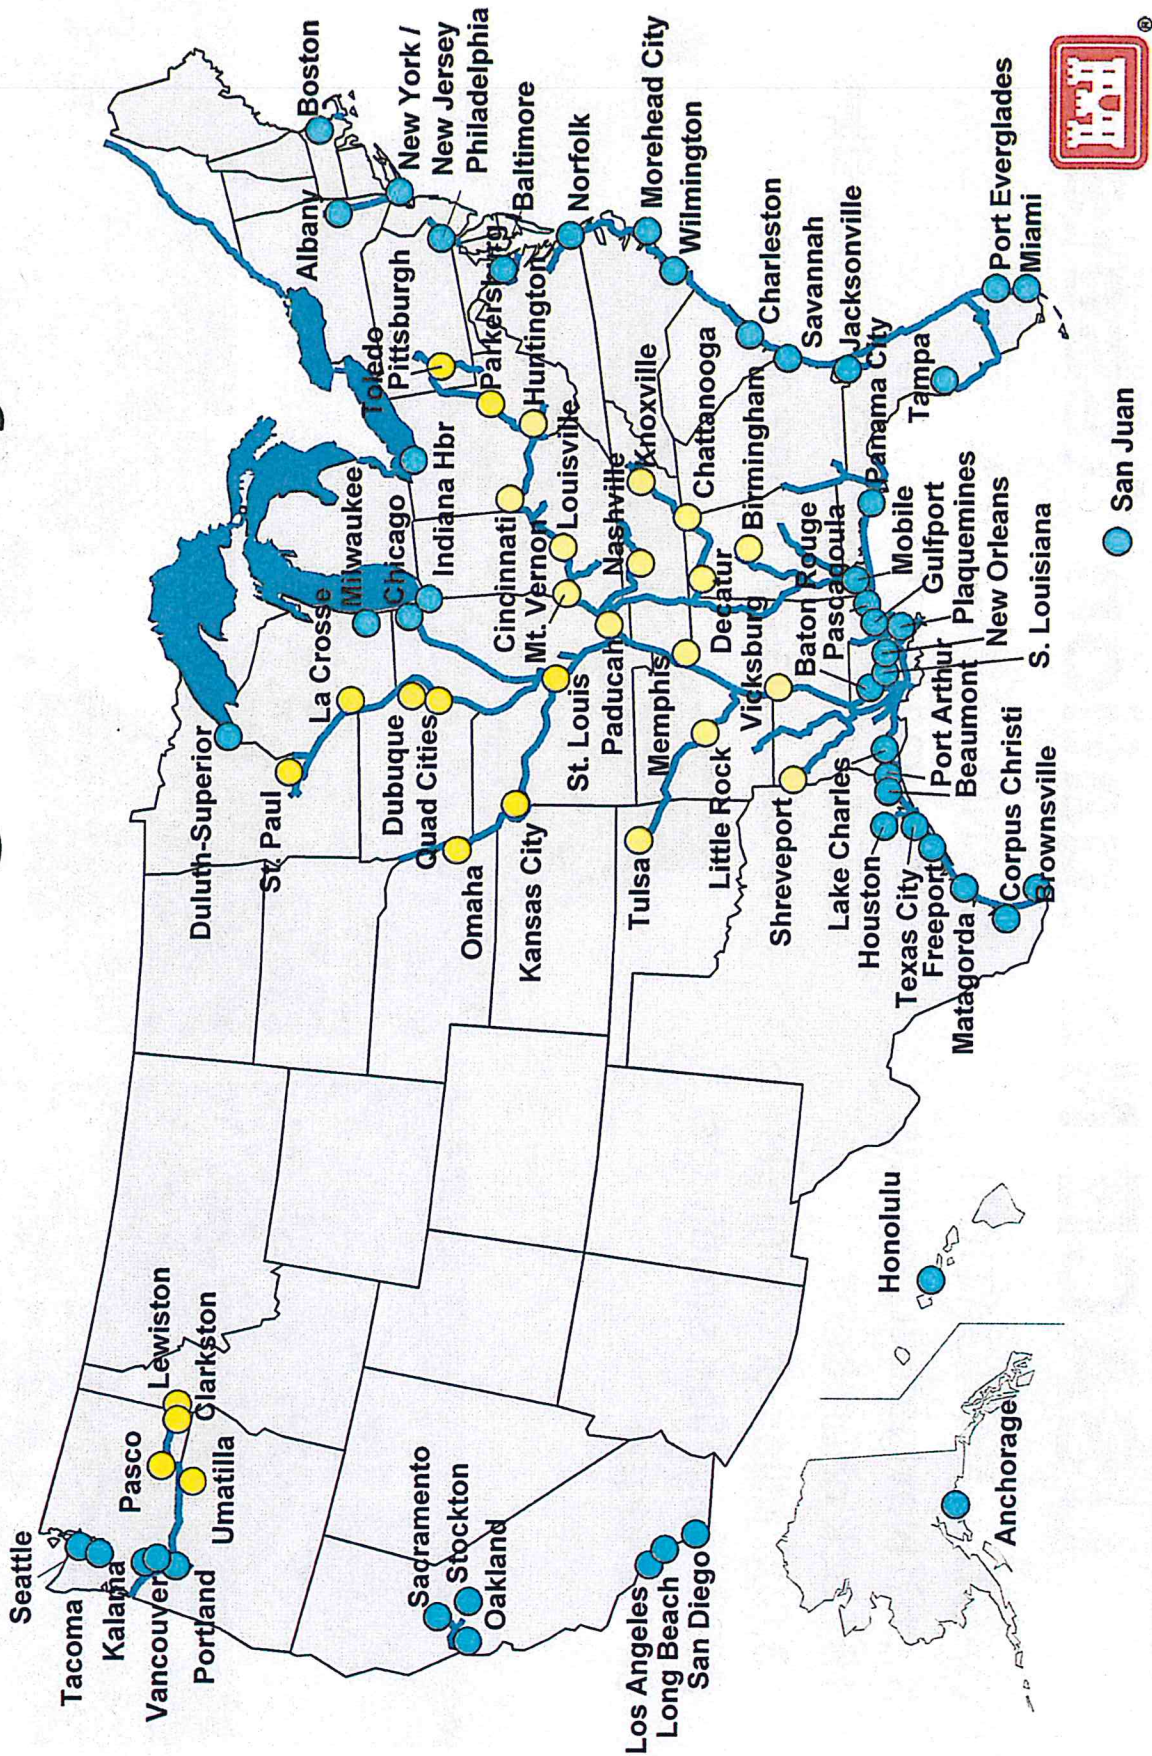 Seattle
Tacoma
Kalama
Vancouver
Portland
Pasco
Umatilla
Lewiston
Clarkston
Sacramento
Stockton
Oakland
Los Angeles
Long Beach
San Diego
Anchorage
Honolulu
Duluth-Superior
St. Paul
La Crosse
Milwaukee
Chicago
Indiana Hbr
Dubuque
Quad Cities
Omaha
Kansas City
St. Louis
Paducah
Memphis
Tulsa
Little Rock
Shreveport
Vicksburg
Lake Charles
Houston
Texas City
Freeport
Matagorda
Corpus Christi
Brownsville
Port Arthur
Beaumont
Baton Rouge
Pascagoula
Mobile
Gulfport
Plaquemines
New Orleans
S. Louisiana
Toledo
Pittsburgh
Parkersburg
Huntington
Cincinnati
Louisville
Mt. Vernon
Nashville
Knoxville
Chattanooga
Decatur
Birmingham
Albany
Boston
New York /
New Jersey
Philadelphia
Baltimore
Norfolk
Morehead City
Wilmington
Charleston
Savannah
Jacksonville
Panama City
Tampa
Port Everglades
Miami
San Juan
®